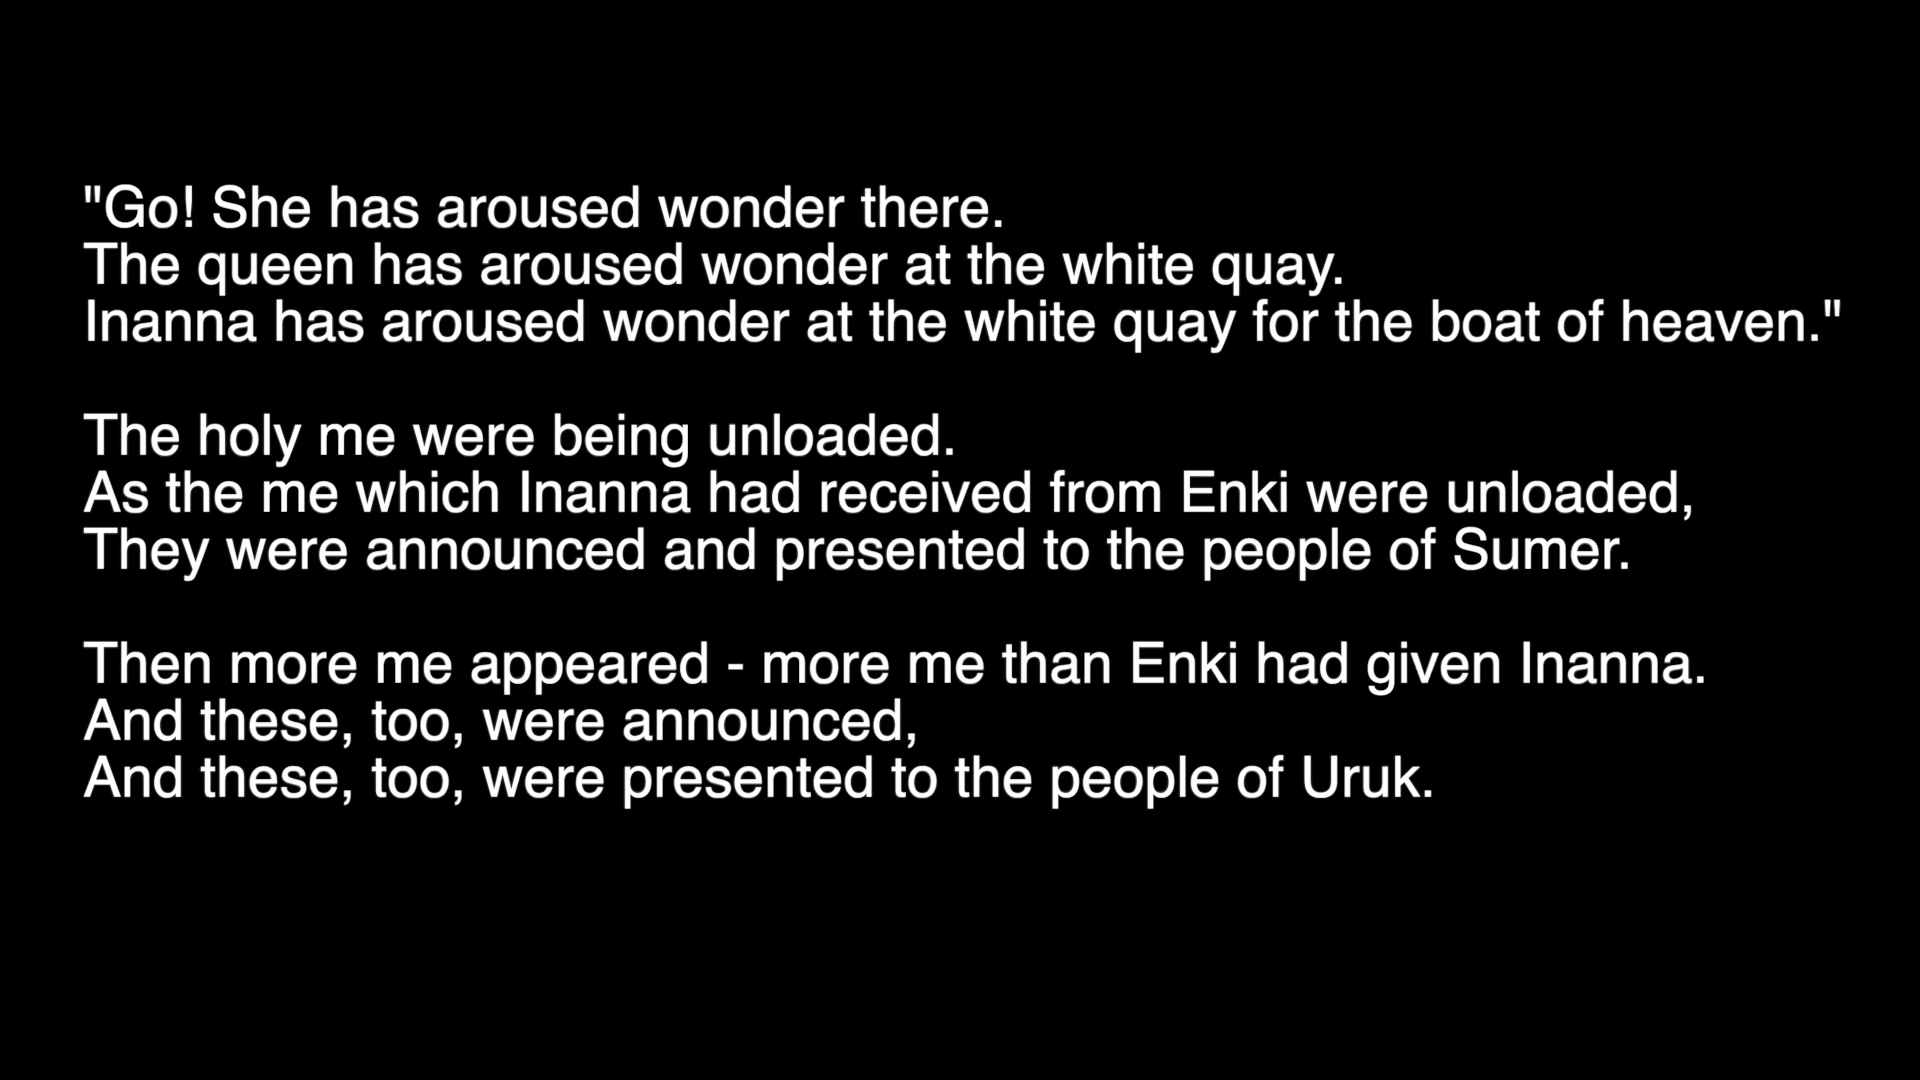 "Go! She has aroused wonder there.
The queen has aroused wonder at the white quay.
Inanna has aroused wonder at the white quay for the boat of heaven."
The holy me were being unloaded.
As the me which Inanna had received from Enki were unloaded,
They were announced and presented to the people of Sumer.
Then more me appeared - more me than Enki had given Inanna.
And these, too, were announced,
And these, too, were presented to the people of Uruk.